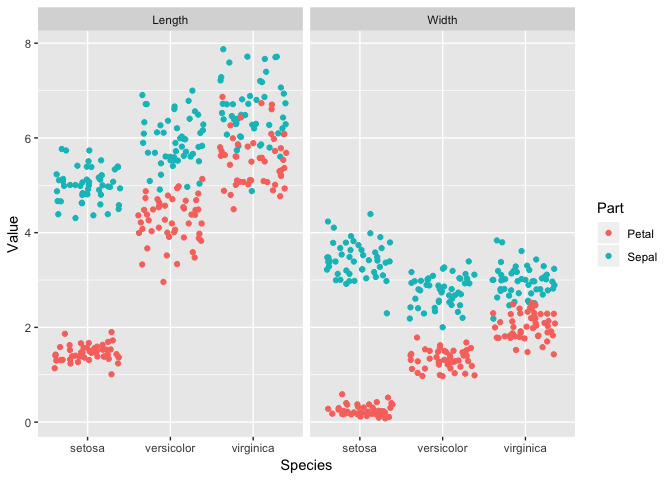 Length
Width
8
6
4
2
0
Value
setosa
versicolor
virginica
setosa
versicolor
virginica
Species
Part
Petal
Sepal